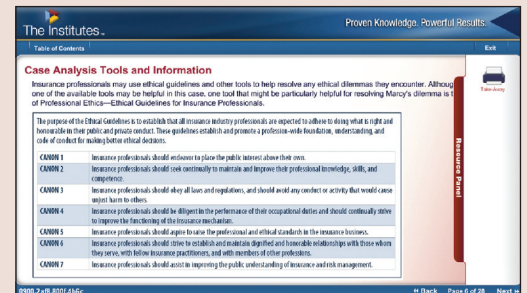 The Institutes
Proven Knowledge. Powerful Results.
Table of Contents
Exit
Case Analysis Tools and Information
Take-Away
Insurance professionals may use ethical guidelines and other tools to help resolve any ethical dilemmas they encounter. Althoug
one of the available tools may be helpful in this case, one tool that might be particularly helpful for resolving Marcy's dilemma is t
of Professional Ethics—Ethical Guidelines for Insurance Professionals.
The purpose of the Ethical Guidelines is to establish that all insurance industry professionals are expected to adhere to doing what is right and
honourable in their public and private conduct. These guidelines establish and promote a profession-wide foundation, understanding, and
code of conduct for making better ethical decisions.
CANON 1 Insurance professionals should endeavor to place the public interest above their own.
CANON 2 Insurance professionals should seek continually to maintain and improve their professional knowledge, skills, and
competence.
CANON 3 Insurance professionals should obey all laws and regulations, and should avoid any conduct or activity that would cause
unjust harm to others.
CANON 4 Insurance professionals should be diligent in the performance of their occupational duties and should continually strive
to improve the functioning of the insurance mechanism.
CANON 5 Insurance professionals should aspire to raise the professional and ethical standards in the insurance business.
CANON 6 Insurance professionals should strive to establish and maintain dignified and honorable relationships with those whom
they serve, with fellow insurance practitioners, and with members of other professions.
CANON 7 Insurance professionals should assist in improving the public understanding of insurance and risk management.
Resource Panel
Back Page 6 of 28 Next